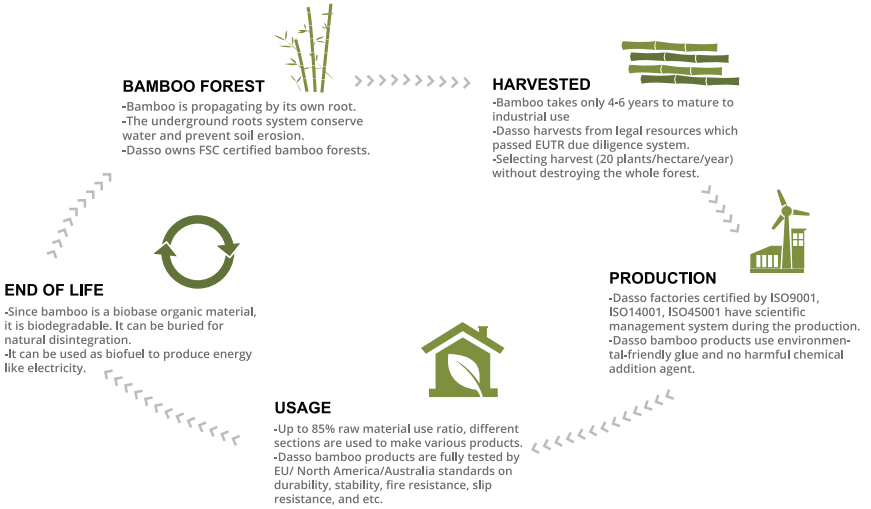 BAMBOO FOREST
-Bamboo is propagating by its own root.
-The underground roots system conserve
water and prevent soil erosion.
-Dasso owns FSC certified bamboo forests.
HARVESTED
-Bamboo takes only 4-6 years to mature to
industrial use
-Dasso harvests from legal resources which
passed EUTR due diligence system.
-Selecting harvest (20 plants/hectare/year)
without destroying the whole forest.
PRODUCTION
-Dasso factories certified by ISO9001,
ISO14001, ISO45001 have scientific
management system during the production.
-Dasso bamboo products use environmen-
tal-friendly glue and no harmful chemical
addition agent.
USAGE
-Up to 85% raw material use ratio, different
sections are used to make various products.
-Dasso bamboo products are fully tested by
EU/ North America/Australia standards on
durability, stability, fire resistance, slip
resistance, and etc.
END OF LIFE
-Since bamboo is a biobase organic material,
it is biodegradable. It can be buried for
natural disintegration.
-It can be used as biofuel to produce energy
like electricity.